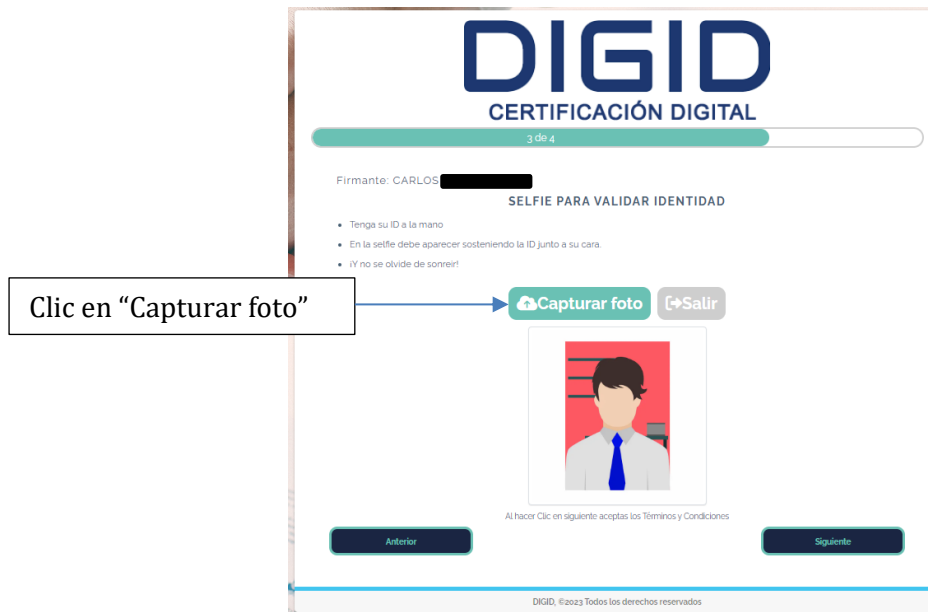 DIGID
CERTIFICACIÓN DIGITAL
3 de 4
Firmante: CARLOS
SELFIE PARA VALIDAR IDENTIDAD
• Tenga su ID a la mano
• En la selfie debe aparecer sosteniendo la ID junto a su cara.
• ¡Y no se olvide de sonreir!
Clic en “Capturar foto”
Capturar foto
Salir
Al hacer Clic en siguiente aceptas los Términos y Condiciones
Anterior
Siguiente
DIGID, ©2023 Todos los derechos reservados